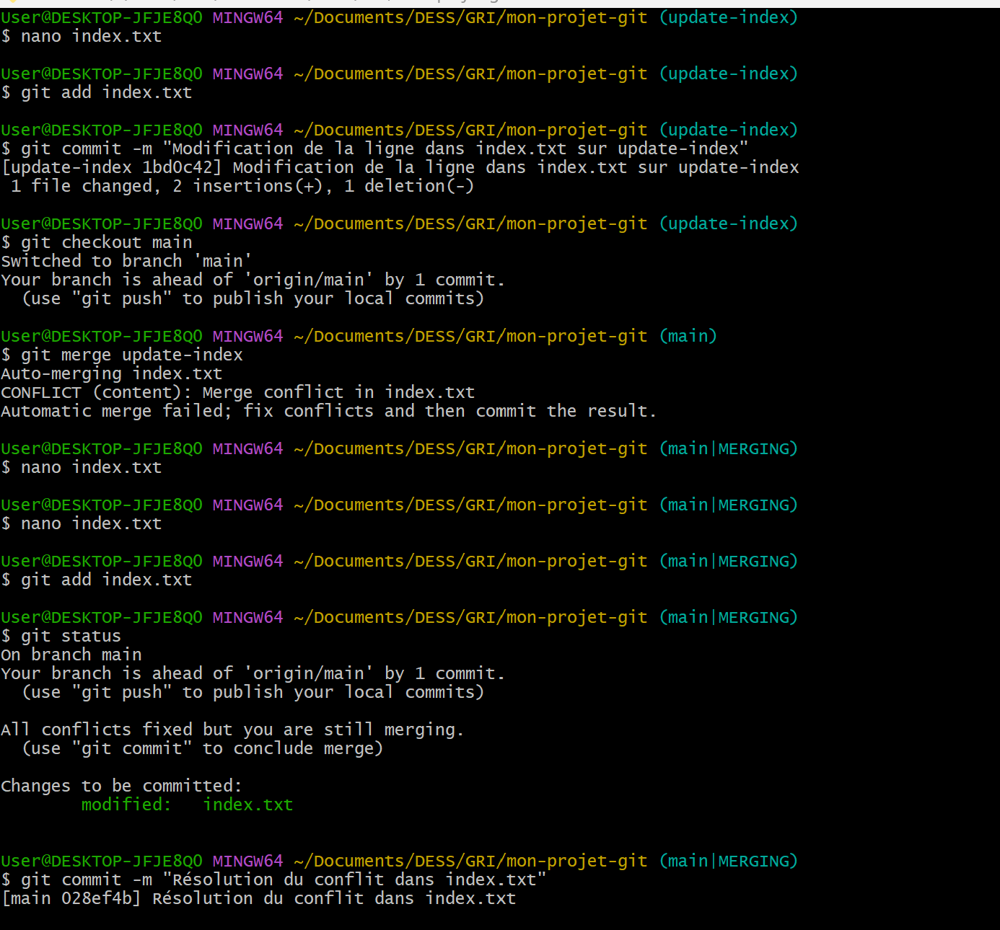 User@DESKTOP-JFJE8QO MINGW64 ~/Documents/DESS/GRI/mon-projet-git (update-index)
$ nano index.txt
User@DESKTOP-JFJE8QO MINGW64 ~/Documents/DESS/GRI/mon-projet-git (update-index)
$ git add index.txt
User@DESKTOP-JFJE8QO MINGW64 ~/Documents/DESS/GRI/mon-projet-git (update-index)
$ git commit -m "Modification de la ligne dans index.txt sur update-index"
[update-index 1bd0c42] Modification de la ligne dans index.txt sur update-index
 1 file changed, 2 insertions(+), 1 deletion(-)
User@DESKTOP-JFJE8QO MINGW64 ~/Documents/DESS/GRI/mon-projet-git (update-index)
$ git checkout main
Switched to branch 'main'
Your branch is ahead of 'origin/main' by 1 commit.
  (use "git push" to publish your local commits)
User@DESKTOP-JFJE8QO MINGW64 ~/Documents/DESS/GRI/mon-projet-git (main)
$ git merge update-index
Auto-merging index.txt
CONFLICT (content): Merge conflict in index.txt
Automatic merge failed; fix conflicts and then commit the result.
User@DESKTOP-JFJE8QO MINGW64 ~/Documents/DESS/GRI/mon-projet-git (main|MERGING)
$ nano index.txt
User@DESKTOP-JFJE8QO MINGW64 ~/Documents/DESS/GRI/mon-projet-git (main|MERGING)
$ nano index.txt
User@DESKTOP-JFJE8QO MINGW64 ~/Documents/DESS/GRI/mon-projet-git (main|MERGING)
$ git add index.txt
User@DESKTOP-JFJE8QO MINGW64 ~/Documents/DESS/GRI/mon-projet-git (main|MERGING)
$ git status
On branch main
Your branch is ahead of 'origin/main' by 1 commit.
  (use "git push" to publish your local commits)
All conflicts fixed but you are still merging.
  (use "git commit" to conclude merge)
Changes to be committed:
        modified:   index.txt
User@DESKTOP-JFJE8QO MINGW64 ~/Documents/DESS/GRI/mon-projet-git (main|MERGING)
$ git commit -m "Résolution du conflit dans index.txt"
[main 028ef4b] Résolution du conflit dans index.txt